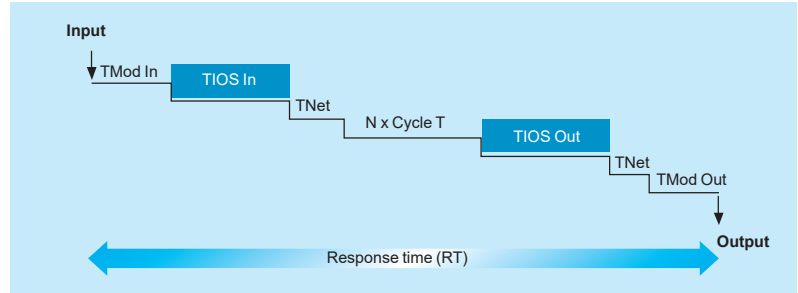 Input
TMod In
TIOS In
TNet
N x Cycle T
TIOS Out
TNet
TMod Out
Output
Response time (RT)